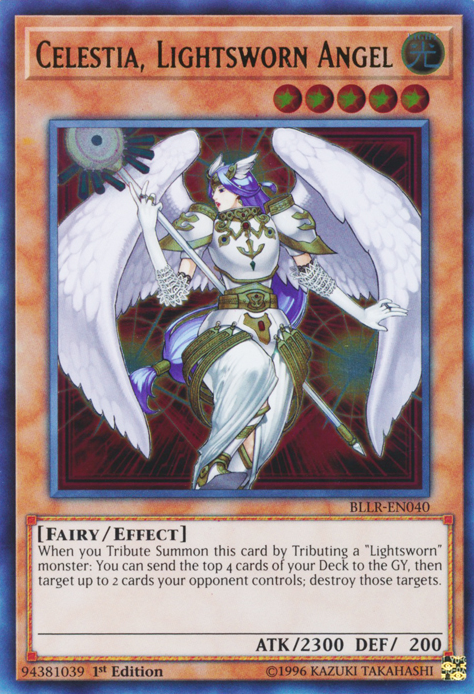 CELESTIA, LIGHTSWORN ANGEL
光
BLLR-EN040
[FAIRY/EFFECT]
When you Tribute Summon this card by Tributing a "Lightsworn"
monster: You can send the top 4 cards of your Deck to the GY, then
target up to 2 cards your opponent controls; destroy those targets.
ATK/2300 DEF/ 200
94381039 1st Edition ©1996 KAZUKI TAKAHASHI